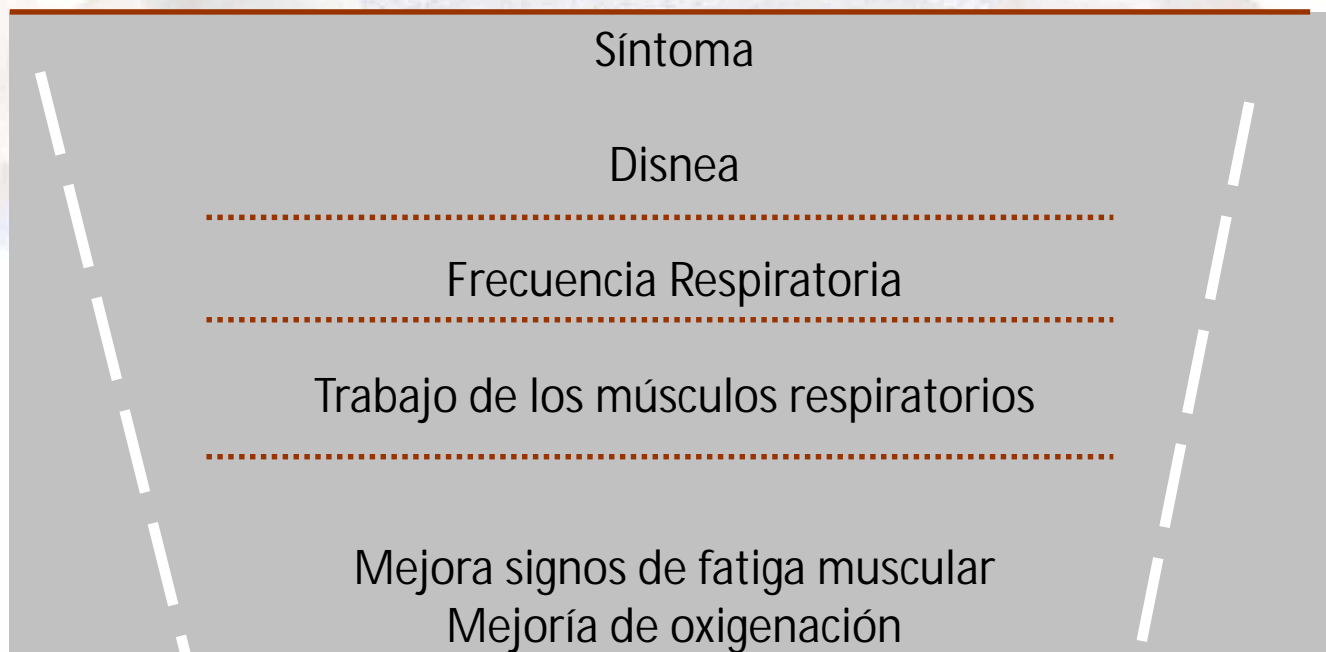 Síntoma
Disnea
Frecuencia Respiratoria
Trabajo de los músculos respiratorios
Mejora signos de fatiga muscular
Mejoría de oxigenación